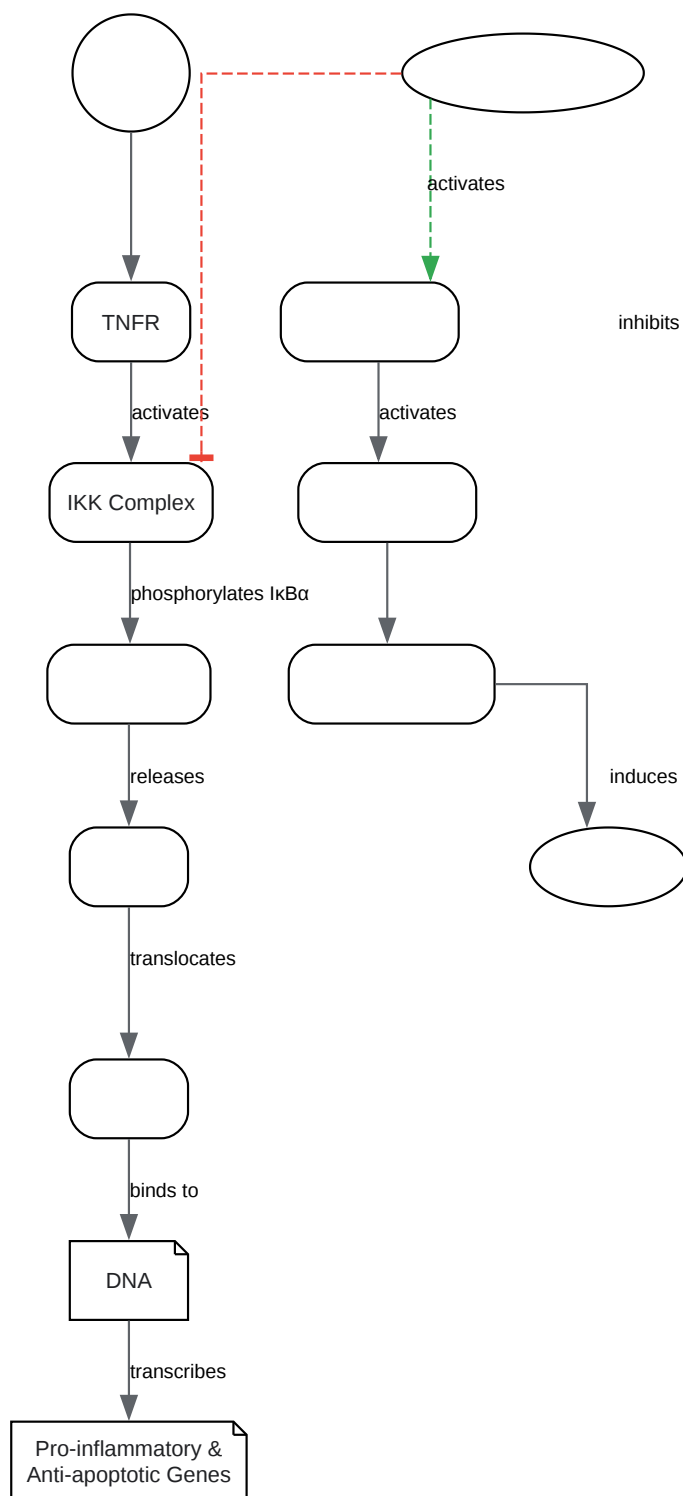 activates
TNFR
inhibits
activates
activates
IKK Complex
phosphorylates IκBα
releases
induces
translocates
binds to
DNA
transcribes
Pro-inflammatory &
Anti-apoptotic Genes